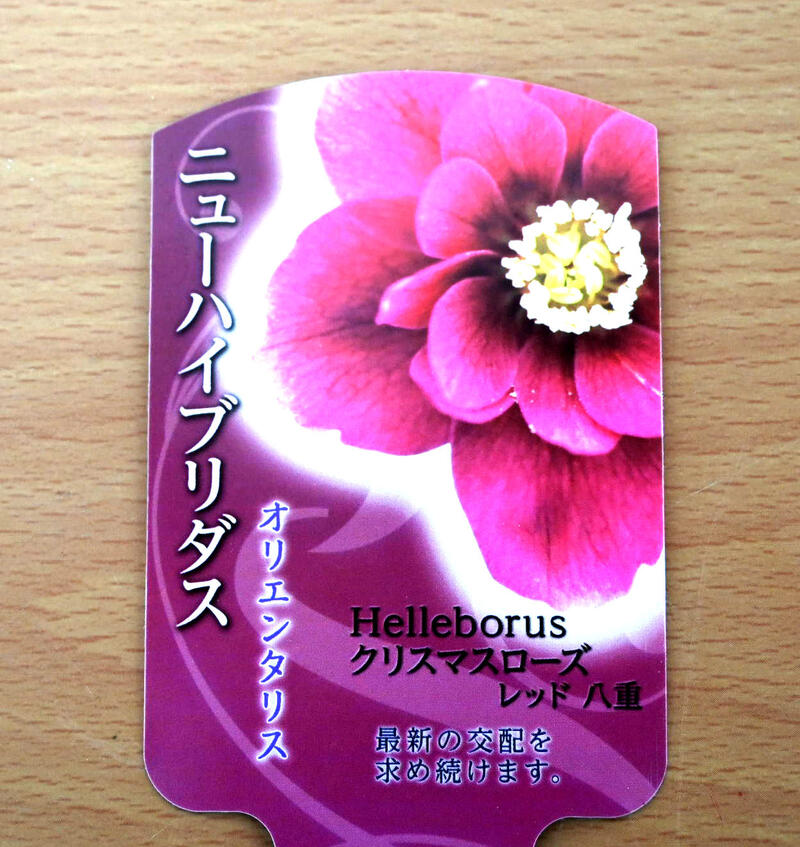 ニューハイブリダス
オリエンタリス
Helleborus
クリスマスローズ
レッド 八重
最新の交配を
求め続けます。